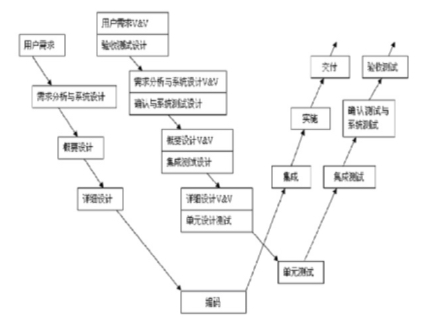 用户需求V&V
验收测试设计
用户需求
交付
验收测试
需求分析与系统设计V&V
确认与系统测试设计
需求分析与系统设计
确认测试与
系统测试
实施
概要设计V&V
集成测试设计
概要设计
集成
集成测试
详细设计V&V
单元设计测试
详细设计
单元测试
编码